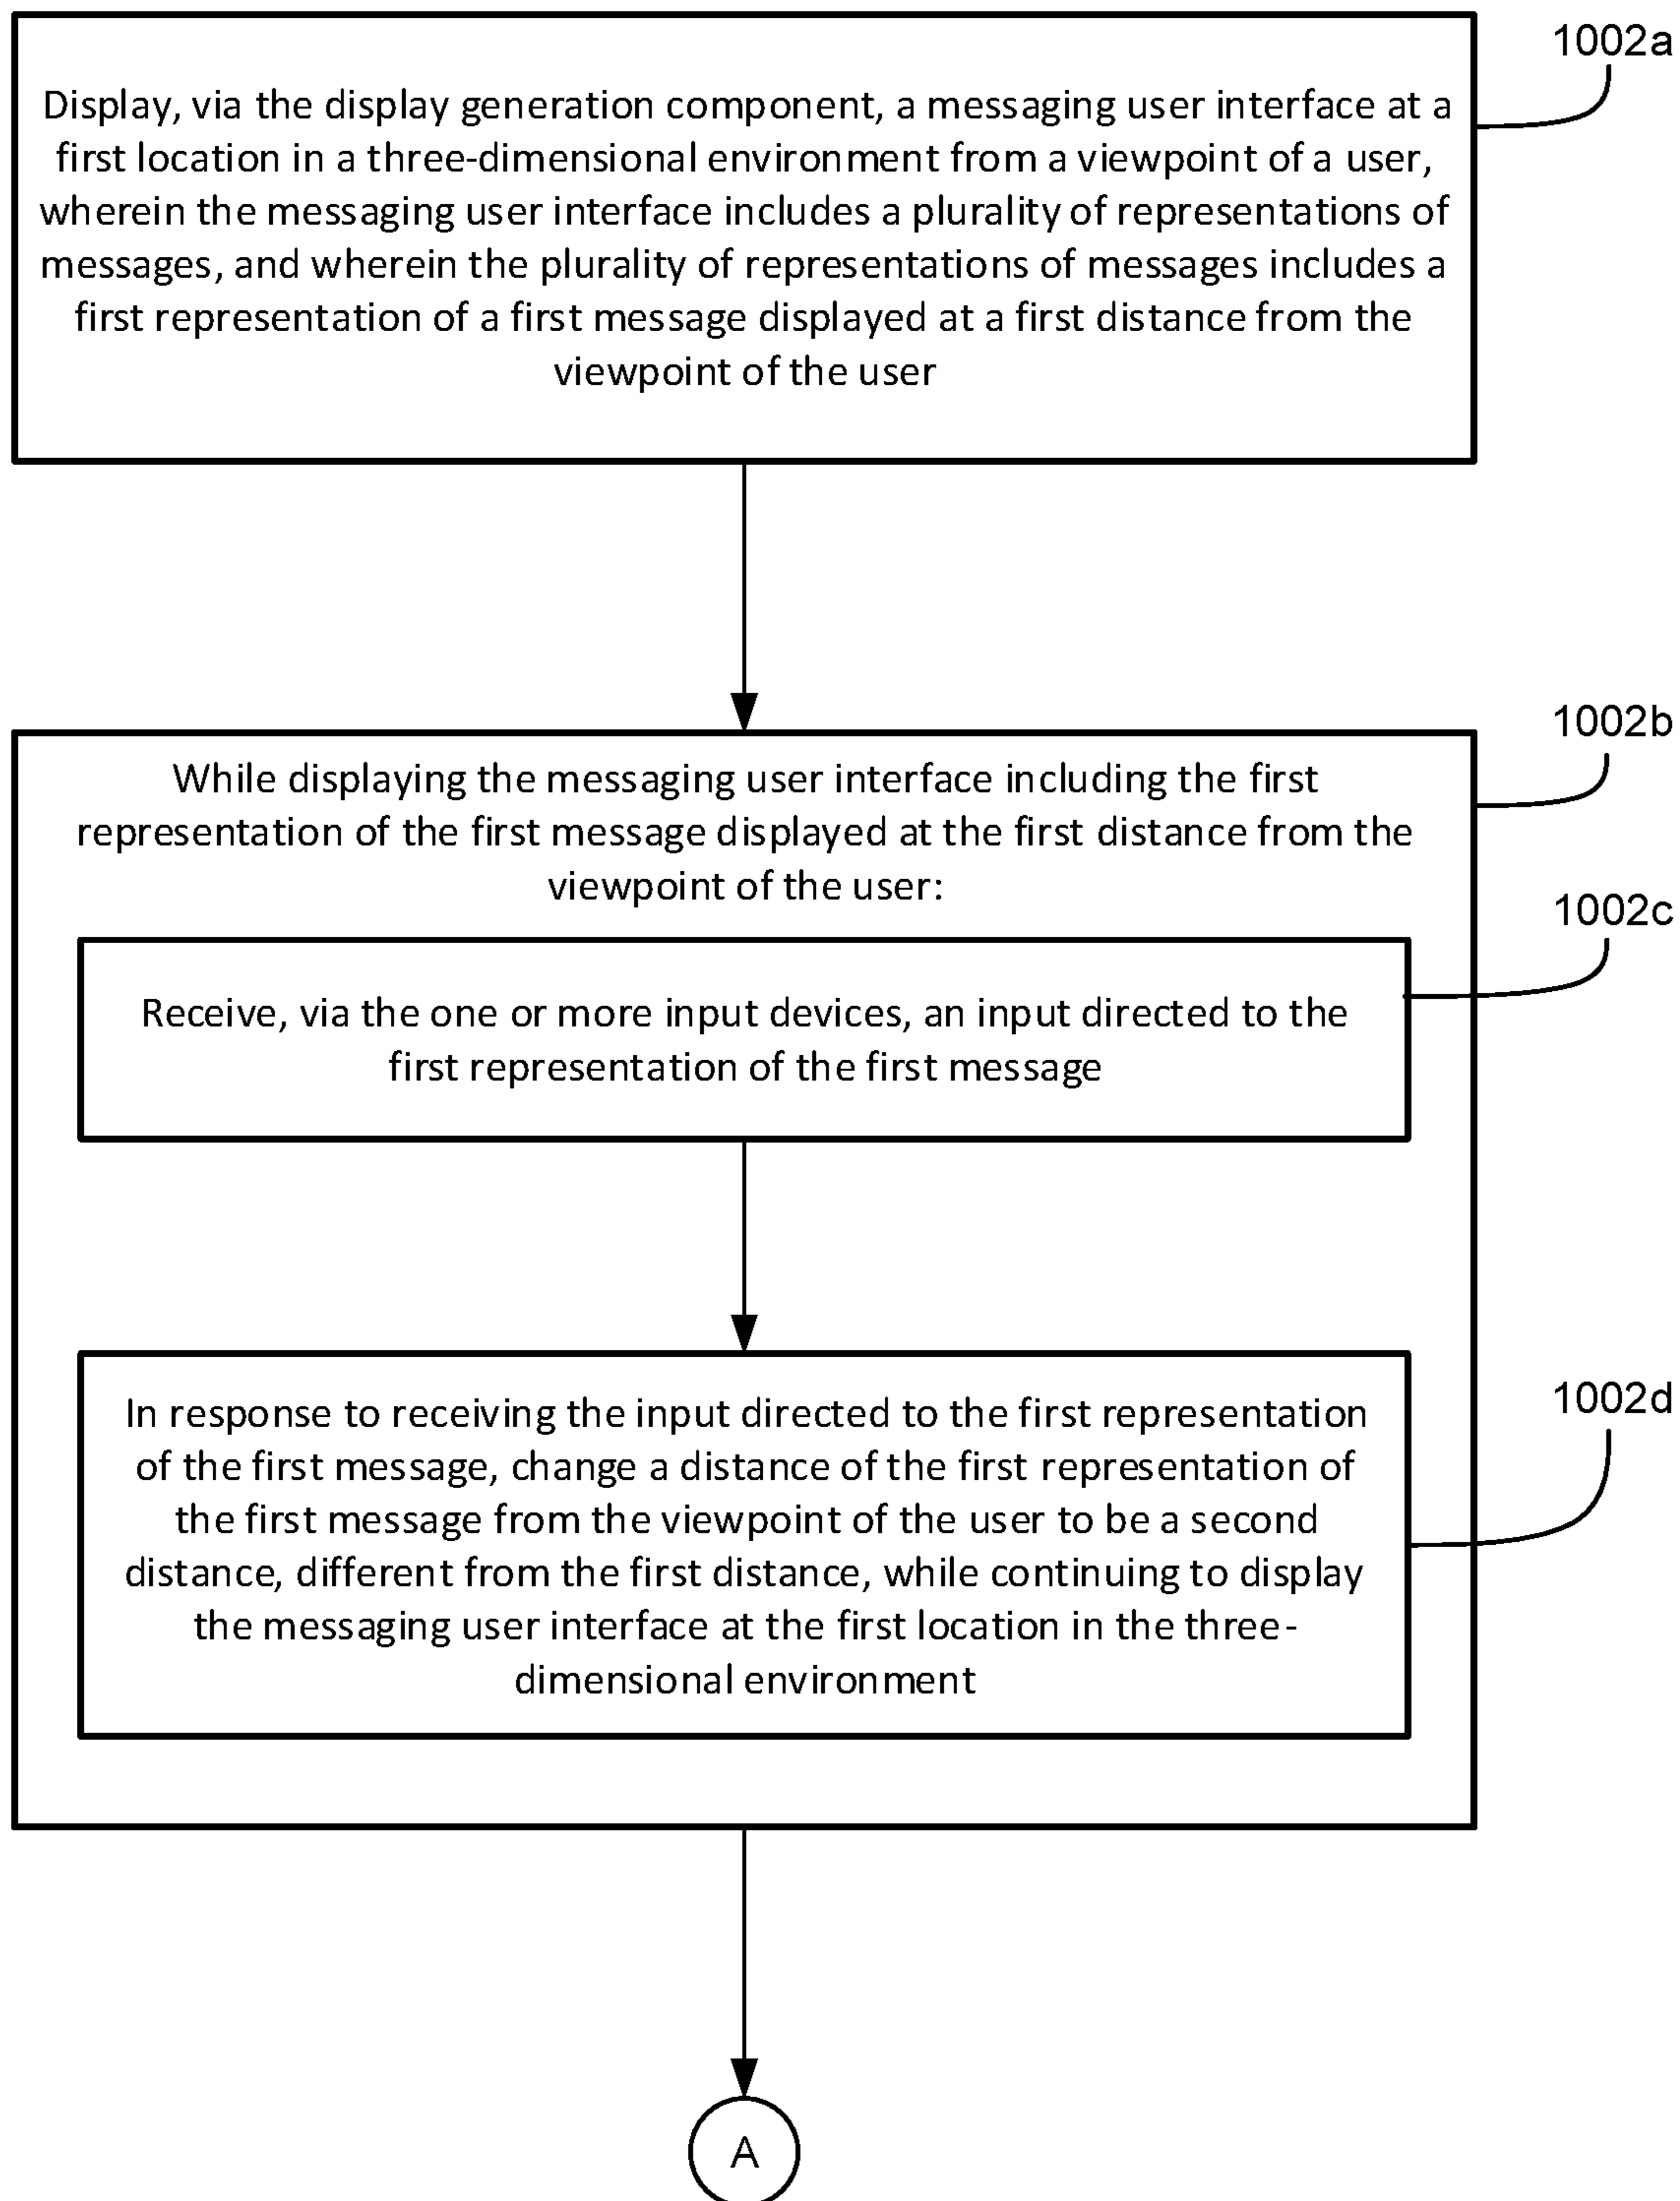 1002a
Display, via the display generation component, a messaging user interface at a
first location in a three-dimensional environment from a viewpoint of a user,
wherein the messaging user interface includes a plurality of representations of
messages, and wherein the plurality of representations of messages includes a
first representation of a first message displayed at a first distance from the
viewpoint of the user
1002b
While displaying the messaging user interface including the first
representation of the first message displayed at the first distance from the
viewpoint of the user:
1002c
Receive, via the one or more input devices, an input directed to the
first representation of the first message
1002d
In response to receiving the input directed to the first representation
of the first message, change a distance of the first representation of
the first message from the viewpoint of the user to be a second
distance, different from the first distance, while continuing to display
the messaging user interface at the first location in the three-
dimensional environment
A